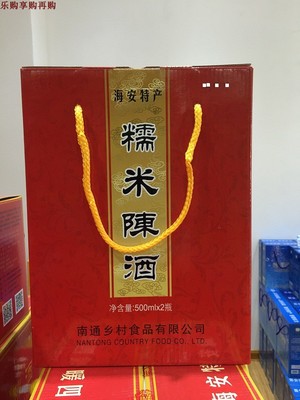 乐购享购再购
海安特产
糯米陳酒
净含量:500mlx2瓶
南通乡村食品有限公司
NANTONG COUNTRY FOOD CO., LTD.
海安